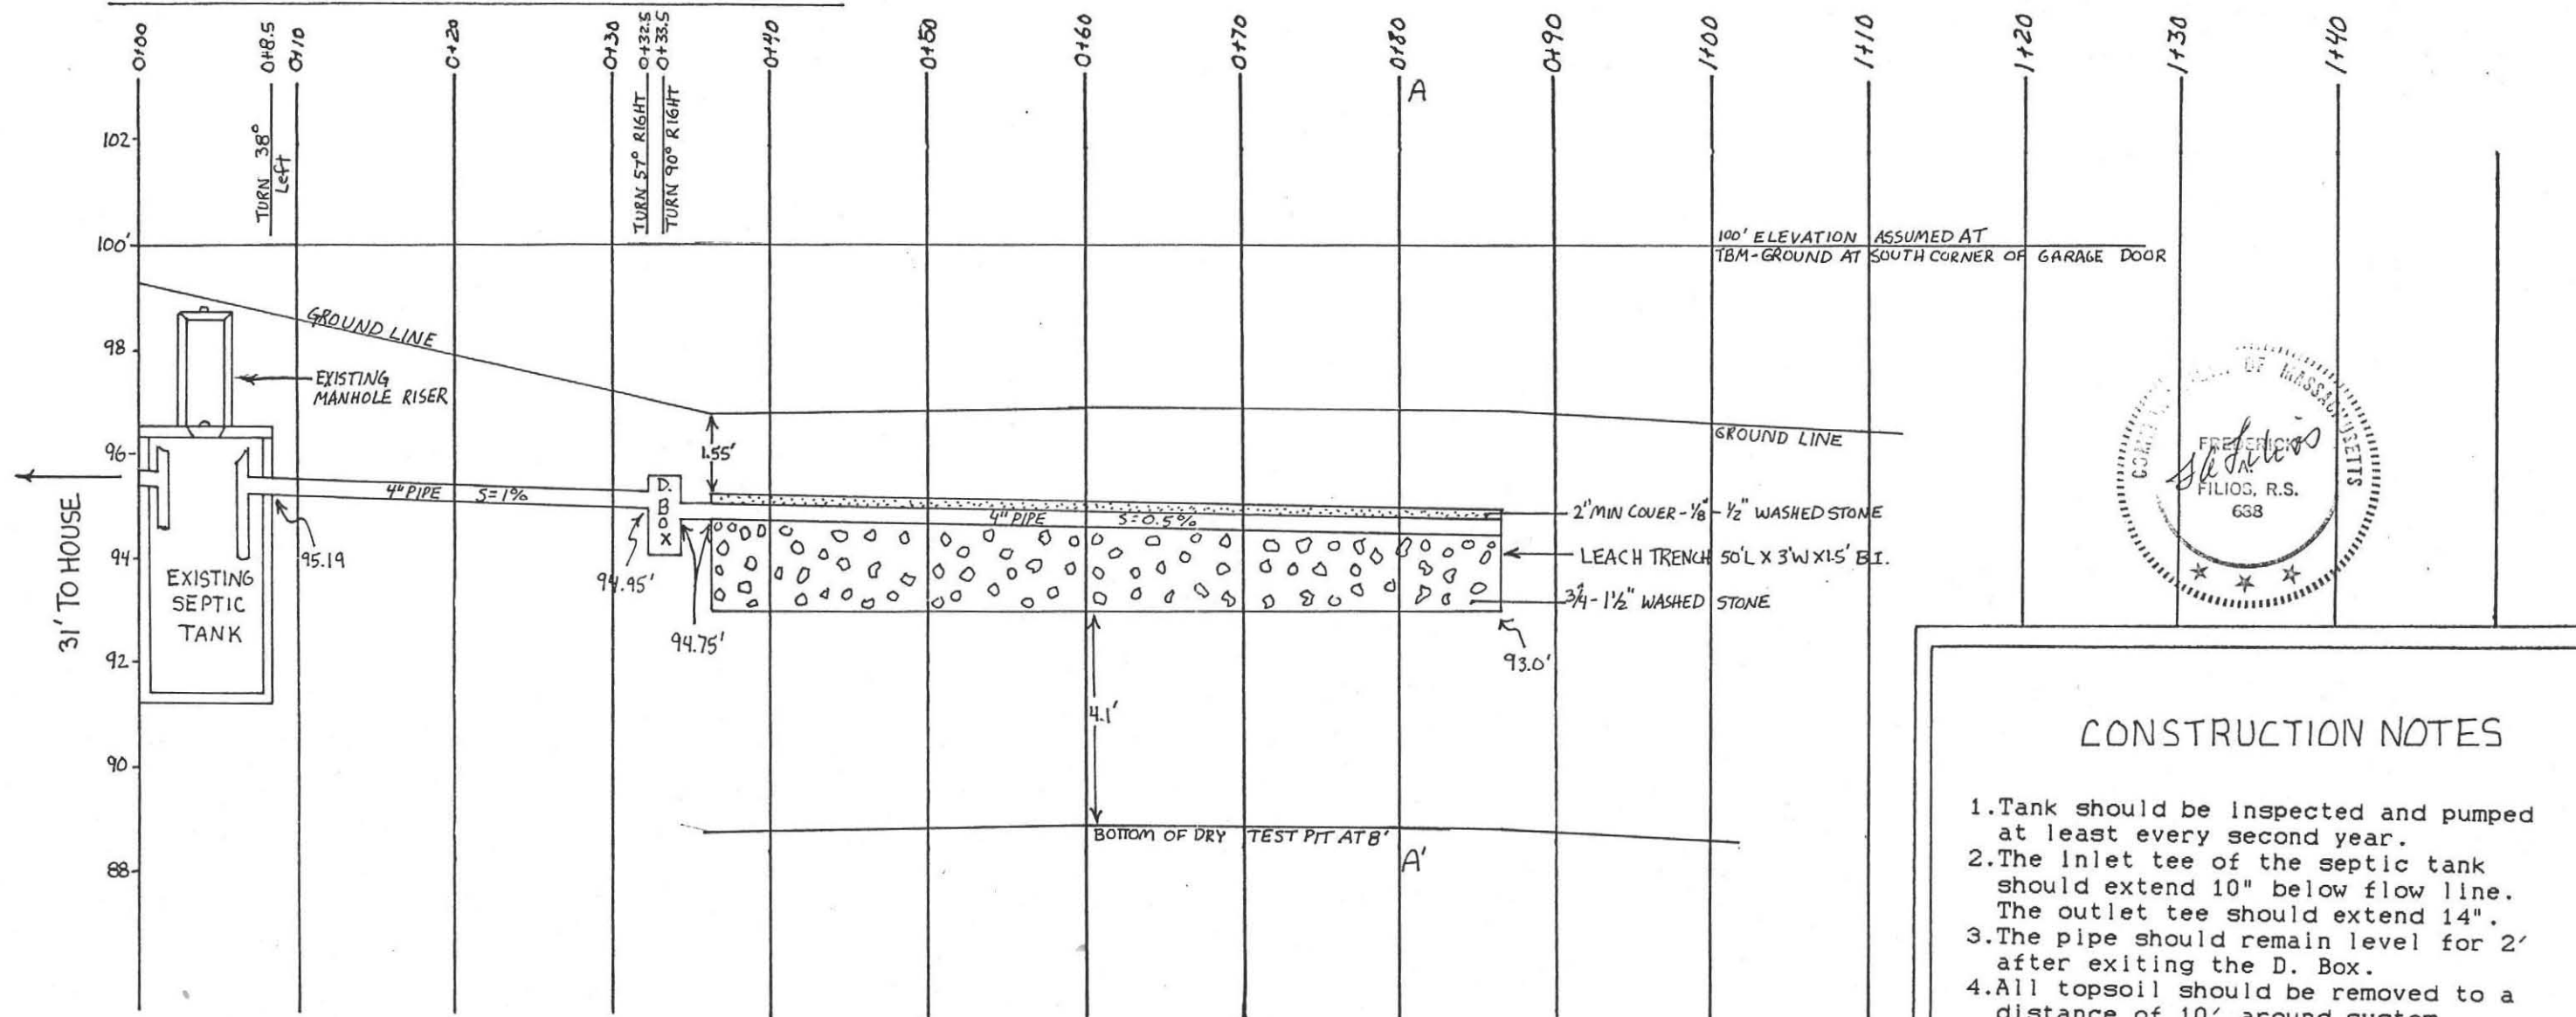 0+00
0+8.5
0+10
0+20
0+30
0+32.5
0+33.5
0+40
0+50
0+60
0+70
0+80
0+90
1+00
1+10
1+20
1+30
1+40
TURN 38°
Left
TURN 57° RIGHT
TURN 90° RIGHT
A
102
100'
98
96
94
92
90
88
100' ELEVATION ASSUMED AT
TBM-GROUND AT SOUTH CORNER OF GARAGE DOOR
GROUND LINE
EXISTING
MANHOLE RISER
1.55'
GROUND LINE
31' TO HOUSE
4" PIPE S=1%
D.
BOX
4" PIPE S=0.5%
2" MIN COVER - 1/8 - 1/2" WASHED STONE
LEACH TRENCH 50'L X 3'W X 1.5' B.I.
3/4 - 1 1/2" WASHED STONE
95.19
94.95'
94.75'
93.0'
EXISTING
SEPTIC
TANK
4.1'
BOTTOM OF DRY TEST PIT AT 8'
A'
OF MASSACHUSETTS
FREDERICK
A.
FILIOS, R.S.
638
CONSTRUCTION NOTES
1.Tank should be inspected and pumped
at least every second year.
2.The inlet tee of the septic tank
should extend 10" below flow line.
The outlet tee should extend 14".
3.The pipe should remain level for 2'
after exiting the D. Box.
4.All topsoil should be removed to a
distance of 10' around system